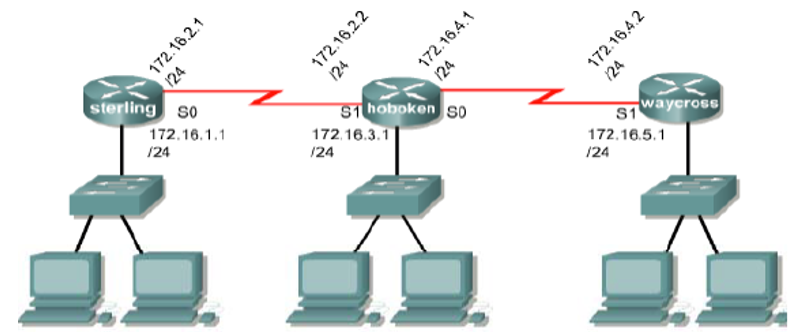 172.16.2.1
/24
172.16.2.2
/24
172.16.4.1
/24
172.16.4.2
/24
sterling
S0
172.16.1.1
/24
S1
hoboken
S0
172.16.3.1
/24
S1
waycross
172.16.5.1
/24